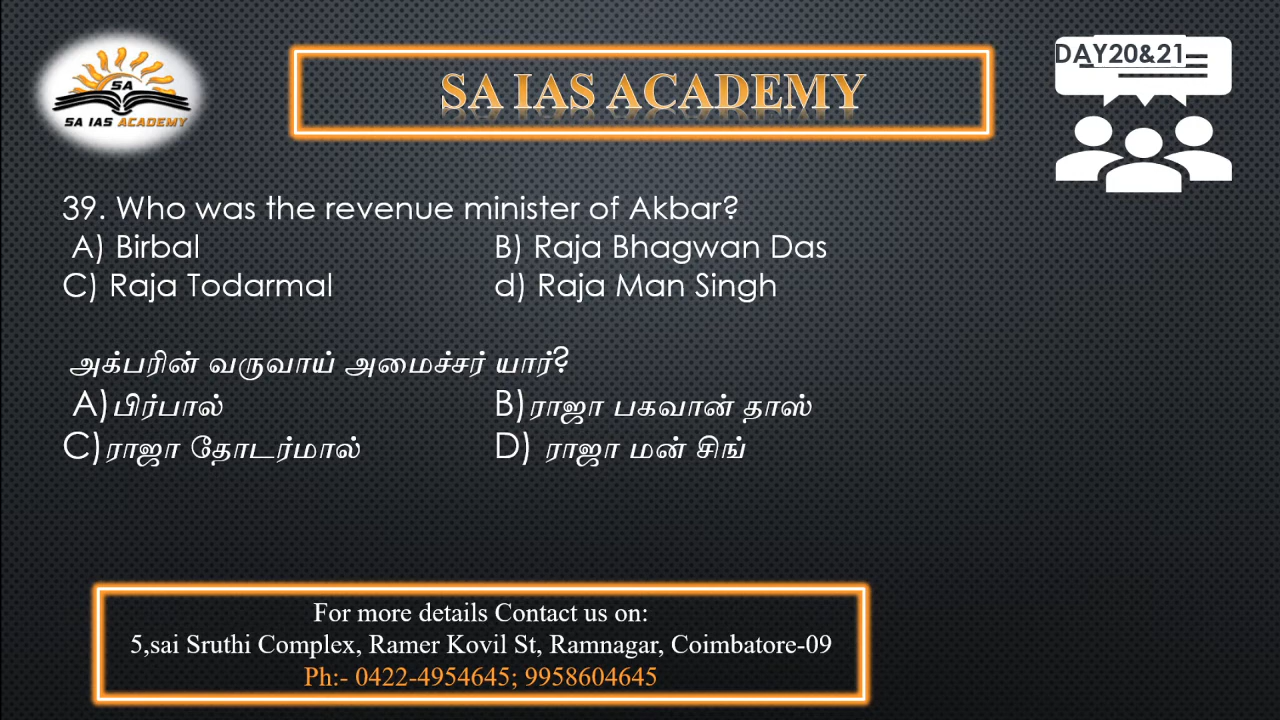 SA
SA IAS ACADEMY
SA IAS ACADEMY
DAY20&21
39. Who was the revenue minister of Akbar?
A) Birbal B) Raja Bhagwan Das
C) Raja Todarmal d) Raja Man Singh
அக்பரின் வருவாய் அமைச்சர் யார்?
A)பிர்பால் B)ராஜா பகவான் தாஸ்
C)ராஜா தோடர்மால் D) ராஜா மன் சிங்
For more details Contact us on:
5,sai Sruthi Complex, Ramer Kovil St, Ramnagar, Coimbatore-09
Ph:- 0422-4954645; 9958604645